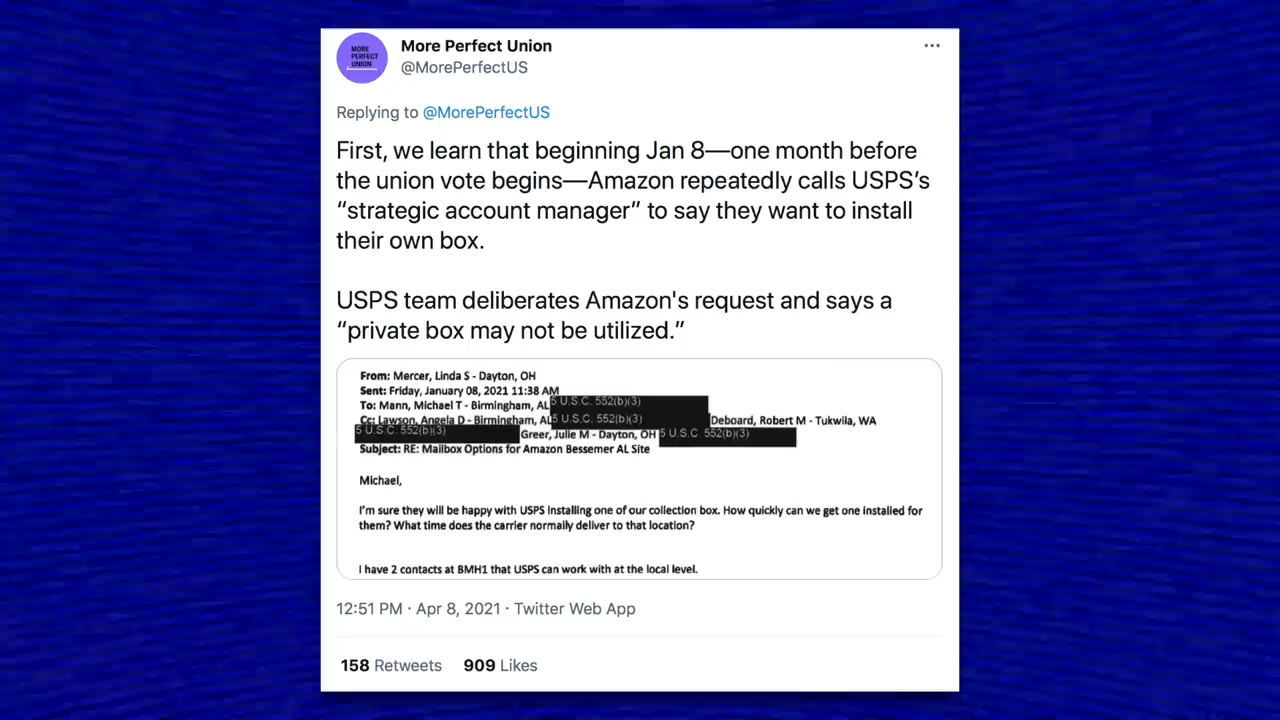 MORE
PERFECT
UNION
More Perfect Union
@MorePerfectUS
Replying to @MorePerfectUS
First, we learn that beginning Jan 8—one month before
the union vote begins—Amazon repeatedly calls USPS’s
“strategic account manager” to say they want to install
their own box.
USPS team deliberates Amazon's request and says a
“private box may not be utilized.”
From: Mercer, Linda S - Dayton, OH
Sent: Friday, January 08, 2021 11:38 AM
To: Mann, Michael T - Birmingham, AL 5 U.S.C. 552(b)(3)
Cc: Lawson, Angela D - Birmingham, AL 5 U.S.C. 552(b)(3) Deboard, Robert M - Tukwila, WA
5 U.S.C. 552(b)(3) Greer, Julie M - Dayton, OH 5 U.S.C. 552(b)(3)
Subject: RE: Mailbox Options for Amazon Bessemer AL Site
Michael,
I'm sure they will be happy with USPS installing one of our collection box. How quickly can we get one installed for
them? What time does the carrier normally deliver to that location?
I have 2 contacts at BMH1 that USPS can work with at the local level.
12:51 PM · Apr 8, 2021 · Twitter Web App
158 Retweets 909 Likes